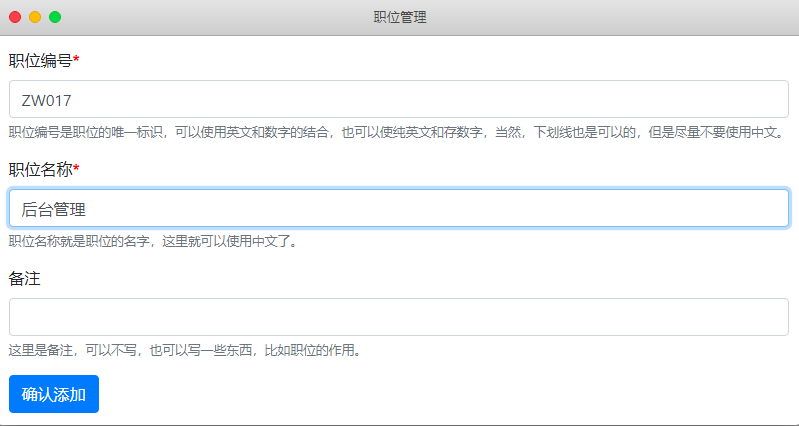 职位管理
职位编号*
ZW017
职位编号是职位的唯一标识，可以使用英文和数字的结合，也可以使纯英文和存数字，当然，下划线也是可以的，但是尽量不要使用中文。
职位名称*
后台管理
职位名称就是职位的名字，这里就可以使用中文了。
备注
这里是备注，可以不写，也可以写一些东西，比如职位的作用。
确认添加